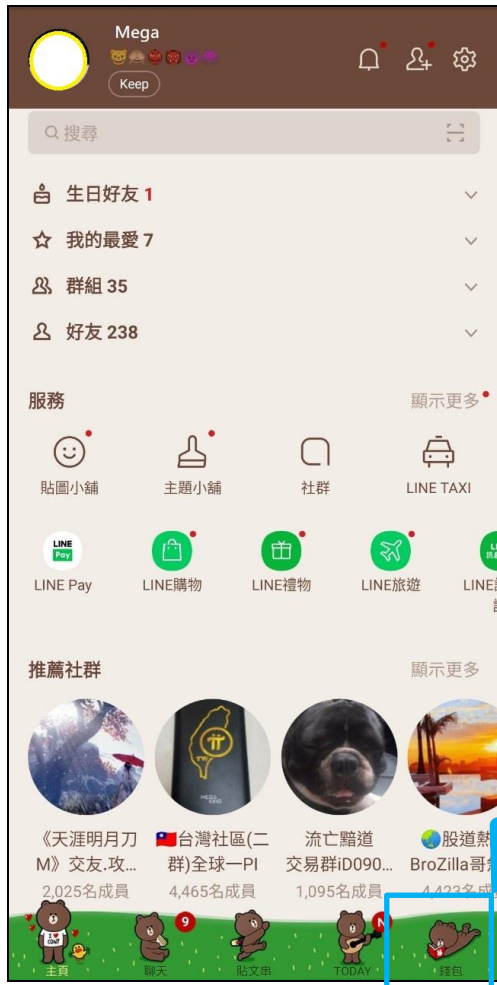 Mega
Keep
搜尋
生日好友 1
我的最愛 7
群組 35
好友 238
服務 顯示更多
貼圖小舖 主題小舖 社群 LINE TAXI
LINE Pay
LINE Pay LINE購物 LINE禮物 LINE旅遊 LINE
推薦社群 顯示更多
《天涯明月刀 🇹🇼台灣社區(二 流亡黯道 🌏股道熱
M》交友.攻... 群)全球一PI 交易群iD090... BroZilla哥
2,025名成員 4,465名成員 1,095名成員 4,423名成
9 N
主頁 聊天 貼文串 TODAY 錢包